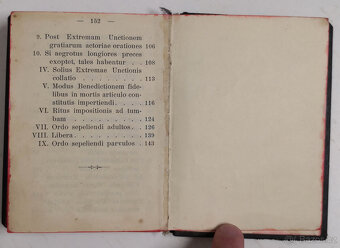 — 152 —
9. Post Extremam Unctionem
gratiarum actoriæ orationes 106
10. Si aegrotus longiores preces
exoptet, tales habentur . . 108
IV. Solius Extremae Unctionis
collatio . . . . . . . 113
V. Modus Benedictionem fide-
libus in mortis articulo con-
stitutis impertiendi . . . 116
VI. Ritus impositionis ad tum-
bam . . . . . . . . 124
VII. Ordo sepeliendi adultos . . 126
VIII. Libera . . . . . . . 139
IX. Ordo sepeliendi parvulos . 143